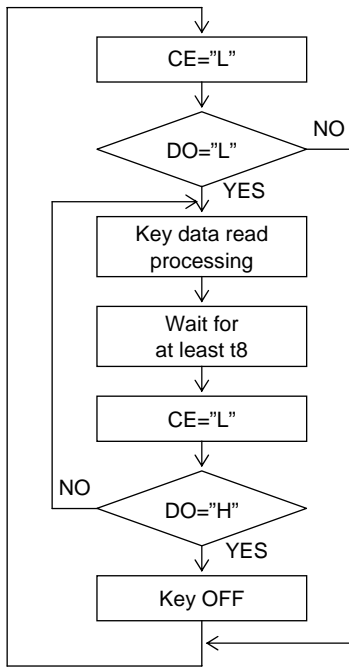 CE=”L”
DO=”L”
NO
YES
Key data read
processing
Wait for
at least t8
CE=”L”
NO
DO=”H”
YES
Key OFF